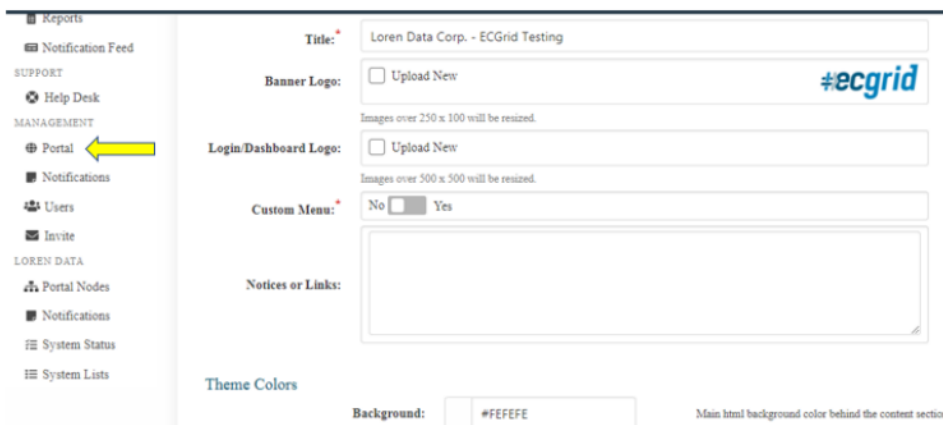 Reports
Notification Feed
SUPPORT
Help Desk
MANAGEMENT
Portal
Notifications
Users
Invite
LOREN DATA
Portal Nodes
Notifications
System Status
System Lists
Title:*
Loren Data Corp. - ECGrid Testing
Banner Logo:
Upload New
#ecgrid
Images over 250 x 100 will be resized.
Login/Dashboard Logo:
Upload New
Images over 500 x 500 will be resized.
Custom Menu:*
No Yes
Notices or Links:
Theme Colors
Background:
#FEFEFE
Main html background color behind the content sectio